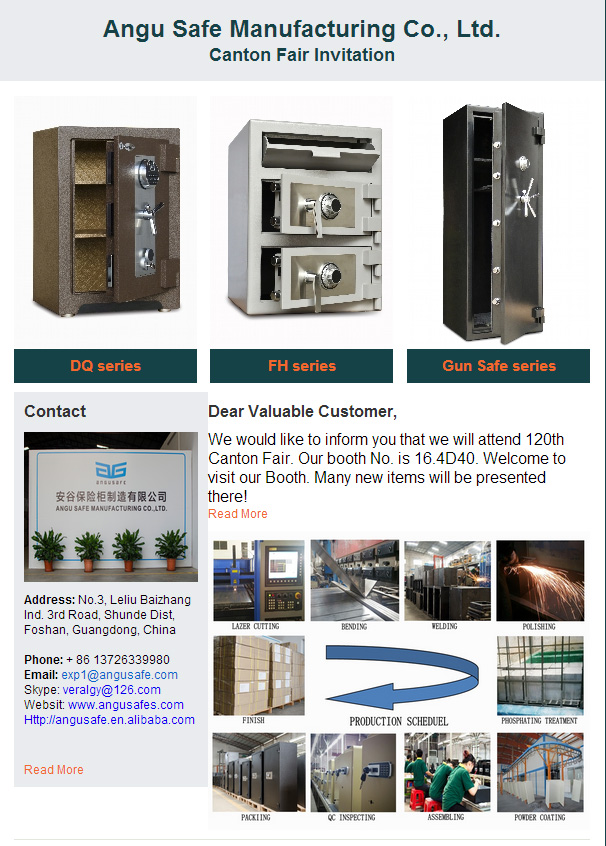 Angu Safe Manufacturing Co., Ltd.
Canton Fair Invitation
DQ series
FH series
Gun Safe series
Contact
angusafe
安谷保险柜制造有限公司
ANGU SAFE MANUFACTURING CO.,LTD.
Address: No.3, Leliu Baizhang
Ind. 3rd Road, Shunde Dist,
Foshan, Guangdong, China
Phone: + 86 13726339980
Email: exp1@angusafe.com
Skype: veralgy@126.com
Websit: www.angusafes.com
Http://angusafe.en.alibaba.com
Read More
Dear Valuable Customer,
We would like to inform you that we will attend 120th
Canton Fair. Our booth No. is 16.4D40. Welcome to
visit our Booth. Many new items will be presented
there!
Read More
LAZER CUTTING
BENDING
WELDING
POLISHING
FINISH
PRODUCTION SCHEDUEL
PHOSPHATING TREATMENT
PACKIING
QC INSPECTING
ASSEMBLING
POWDER COATING